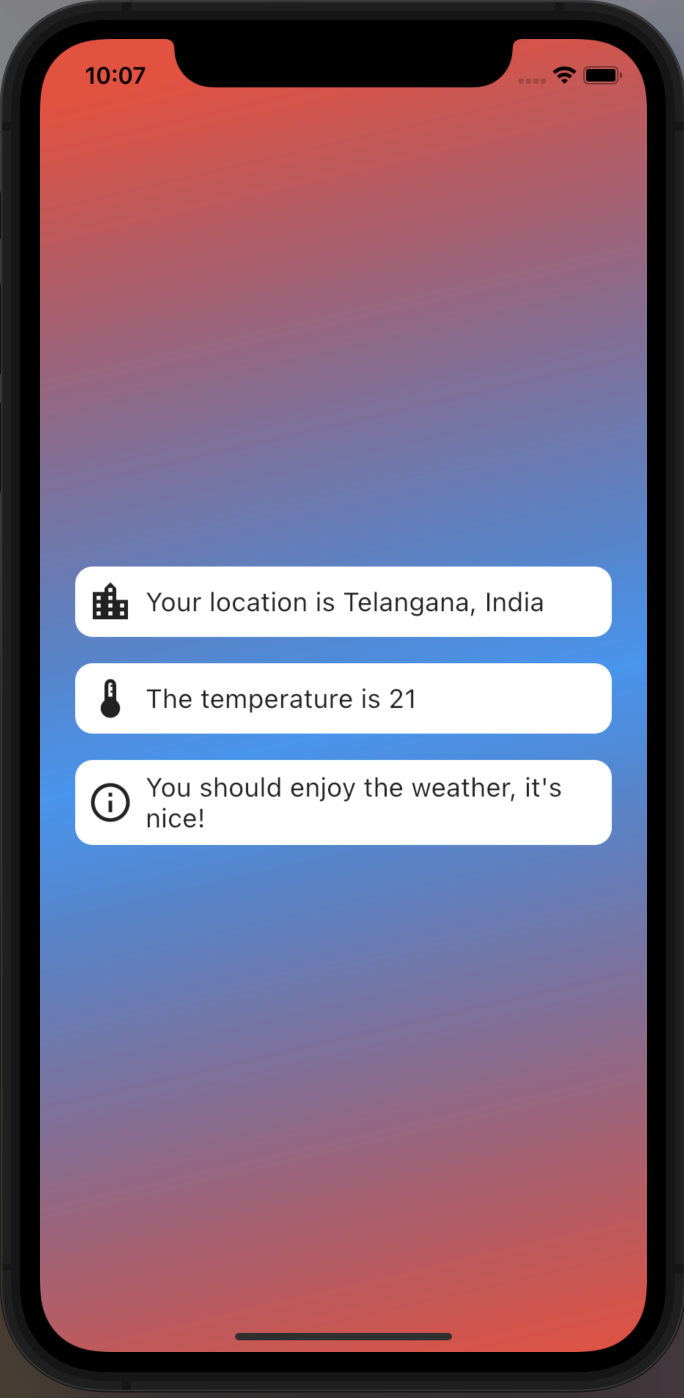 10:07
Your location is Telangana, India
The temperature is 21
You should enjoy the weather, it's
nice!